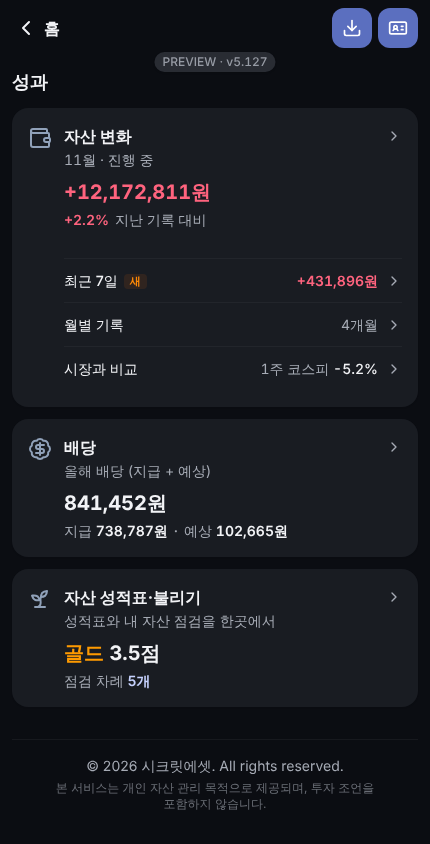 홈
PREVIEW · v5.127
성과
자산 변화
11월 · 진행 중
+12,172,811원
+2.2% 지난 기록 대비
최근 7일 새 +431,896원
월별 기록 4개월
시장과 비교 1주 코스피 -5.2%
배당
올해 배당 (지급 + 예상)
841,452원
지급 738,787원 · 예상 102,665원
자산 성적표·불리기
성적표와 내 자산 점검을 한곳에서
골드 3.5점
점검 차례 5개
© 2026 시크릿에셋. All rights reserved.
본 서비스는 개인 자산 관리 목적으로 제공되며, 투자 조언을
포함하지 않습니다.